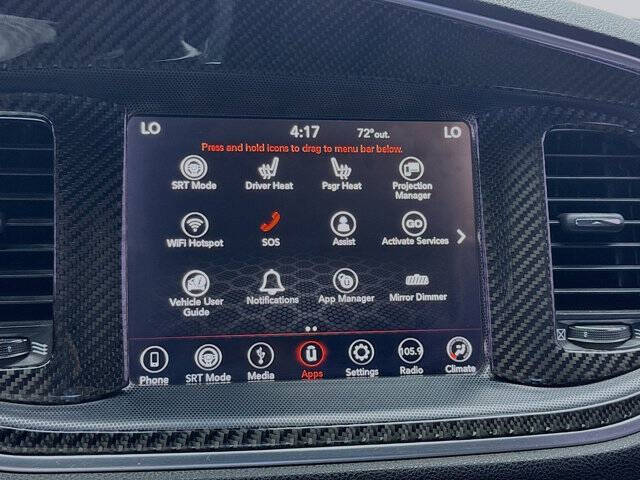 LO 4:17 72°out. LO
Press and hold icons to drag to menu bar below.
SRT Mode Driver Heat Psgr Heat Projection
Manager
GO
WiFi Hotspot SOS Assist Activate Services
Vehicle User Notifications App Manager Mirror Dimmer
Guide
105.9
Phone SRT Mode Media Apps Settings Radio Climate